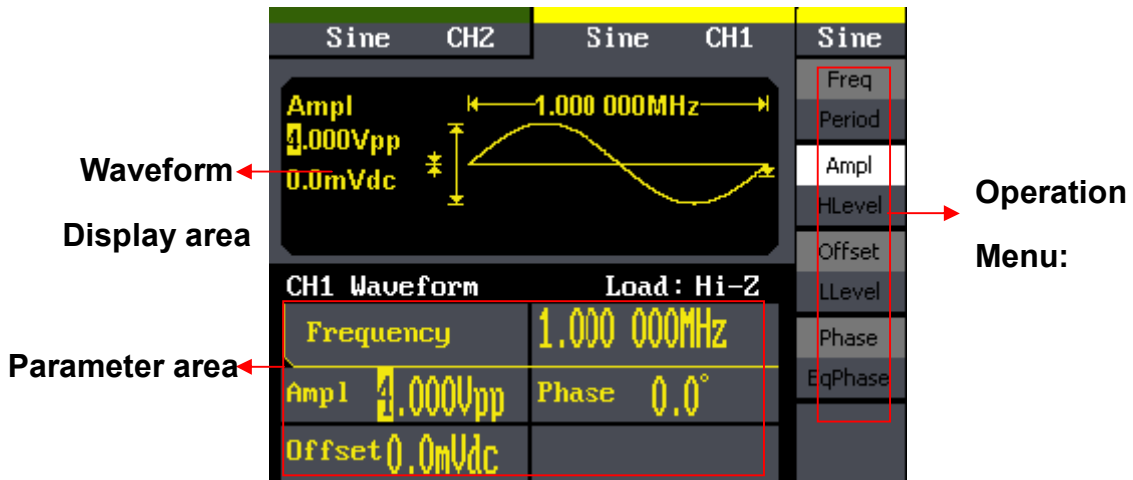 Sine CH2 Sine CH1 Sine
Ampl
4.000Vpp
0.0mVdc
1.000 000MHz
Freq
Period
Ampl
HLevel
Offset
LLevel
Phase
EqPhase
Waveform
Display area
Operation
Menu:
CH1 Waveform Load: Hi-Z
Frequency 1.000 000MHz
Parameter area
Ampl 4.000Vpp Phase 0.0°
Offset 0.0mVdc